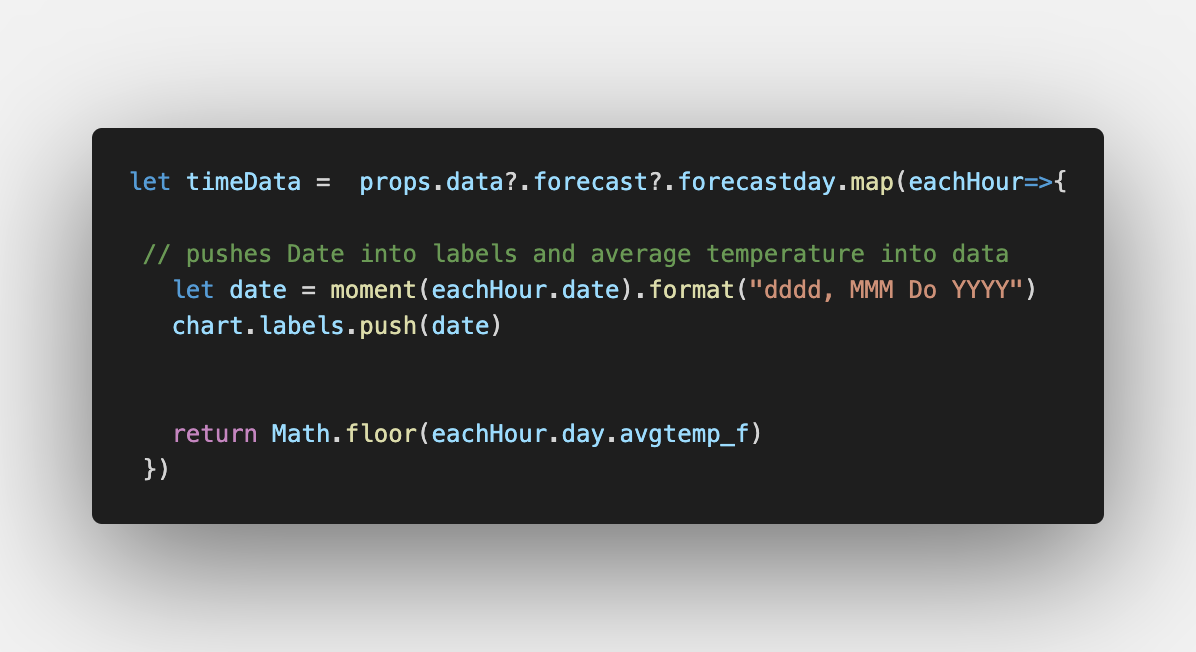 let timeData =  props.data?.forecast?.forecastday.map(eachHour=>{
// pushes Date into labels and average temperature into data
let date = moment(eachHour.date).format("dddd, MMM Do YYYY")
chart.labels.push(date)
return Math.floor(eachHour.day.avgtemp_f)
})